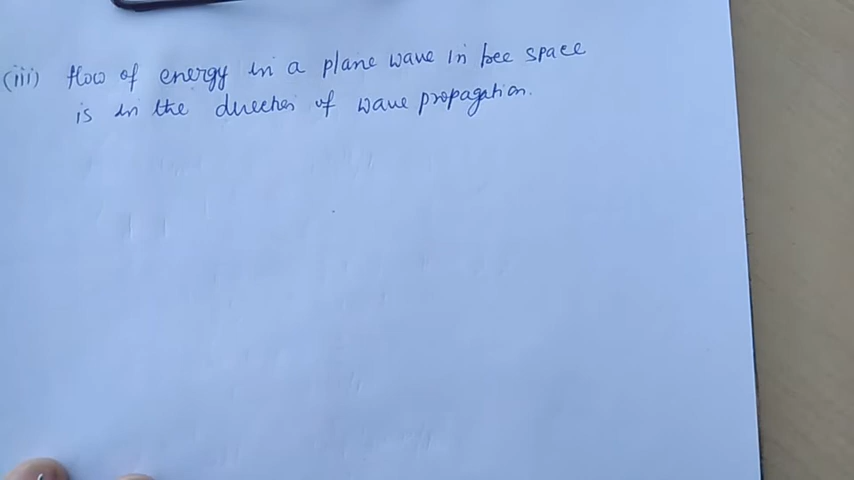 (iii) flow of energy in a plane wave in free space
is in the direction of wave propagation.